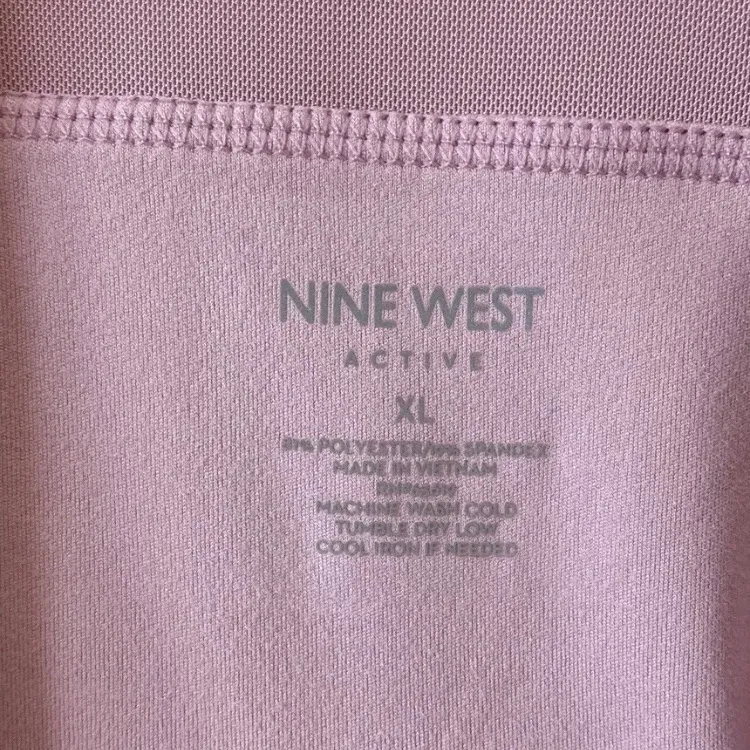 NINE WEST
ACTIVE
XL
POLYESTER/ SPANDEX
MADE IN VIETNAM
MACHINE WASH COLD
TUMBLE DRY LOW
COOL IRON IF NEEDED